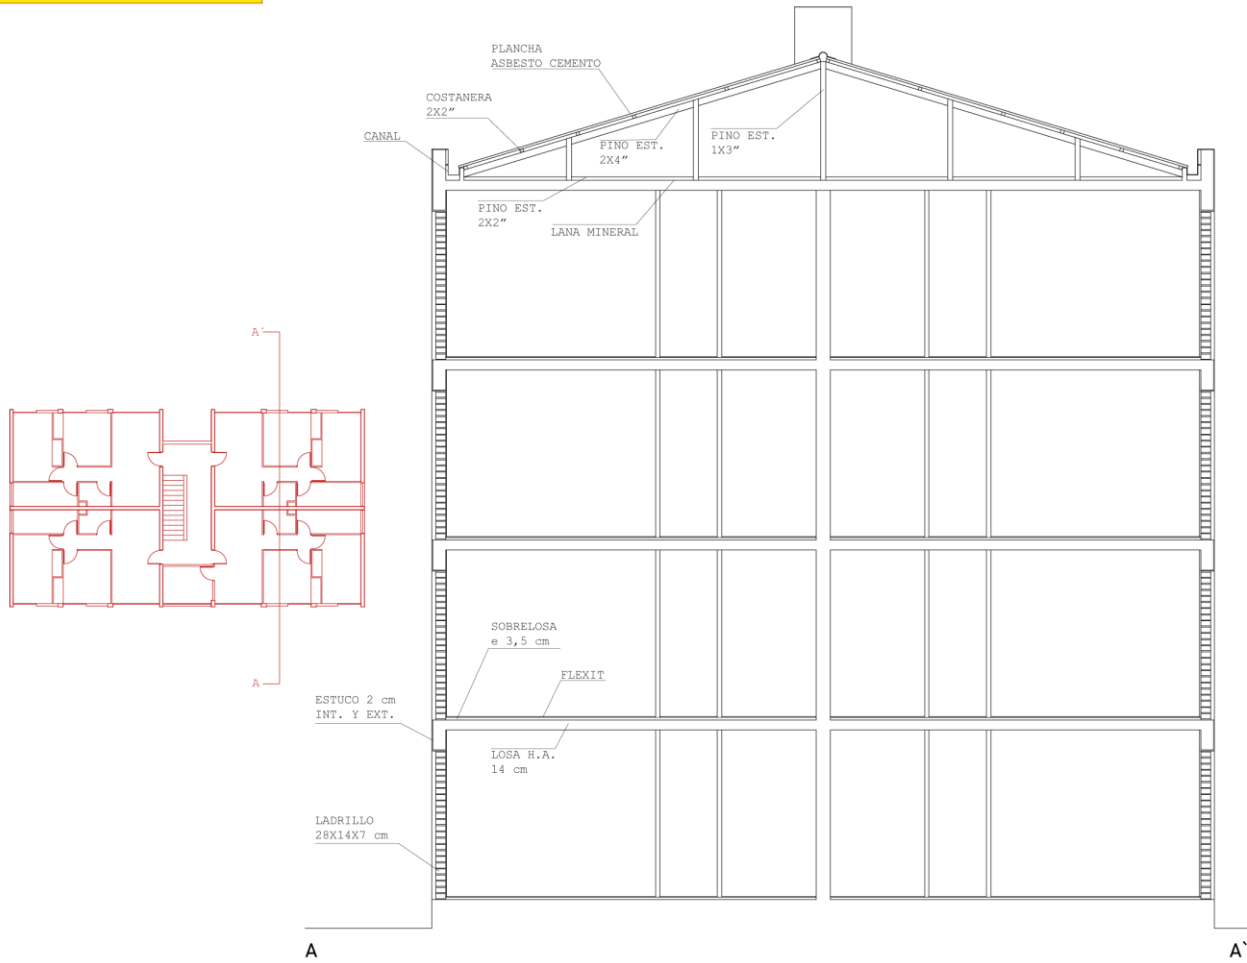 PLANCHA
ASBESTO CEMENTO
COSTANERA
2X2"
CANAL
PINO EST.
2X4"
PINO EST.
1X3"
PINO EST.
2X2"
LANA MINERAL
A´
A
SOBRELOSA
e 3,5 cm
FLEXIT
ESTUCO 2 cm
INT. Y EXT.
LOSA H.A.
14 cm
LADRILLO
28X14X7 cm
A
A`